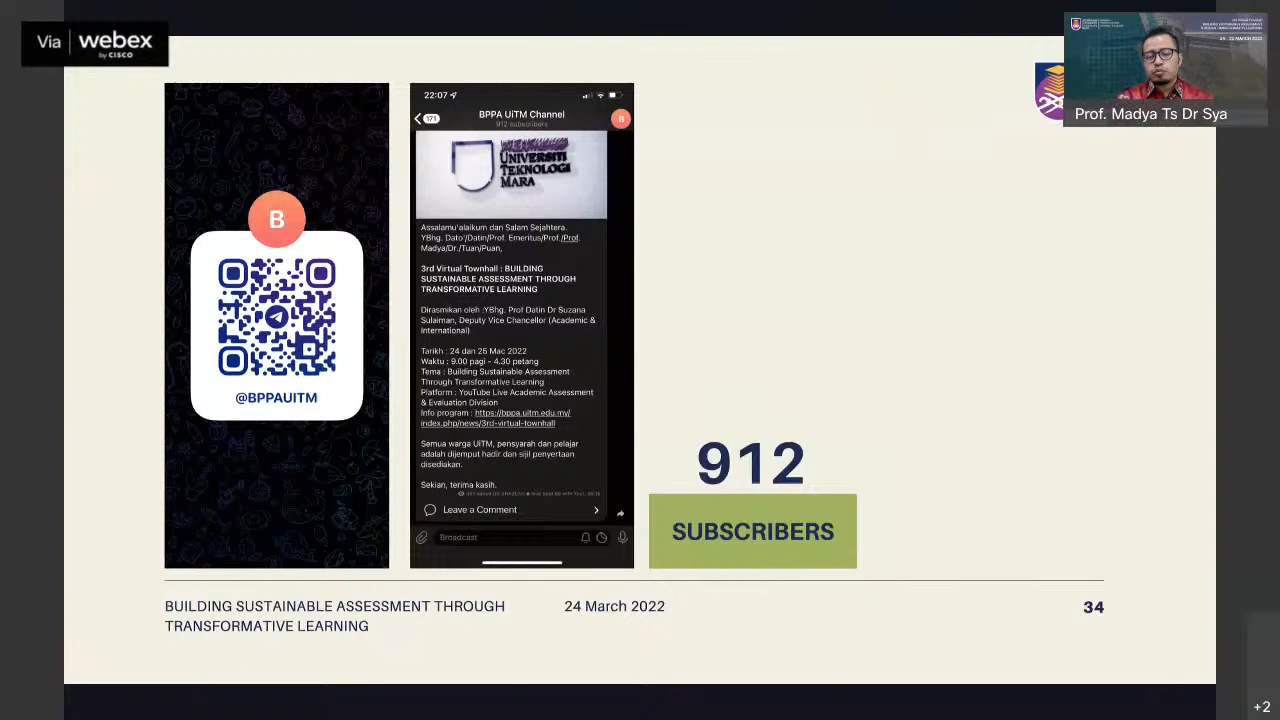 Via webex
by CISCO
B
@BPPAUITM
22:07
171
BPPA UiTM Channel
912 subscribers
B
UNIVERSITI
TEKNOLOGI
MARA
Assalamu'alaikum dan Salam Sejahtera.
YBhg. Dato'/Datin/Prof. Emeritus/Prof./Prof.
Madya/Dr./Tuan/Puan,
3rd Virtual Townhall : BUILDING
SUSTAINABLE ASSESSMENT THROUGH
TRANSFORMATIVE LEARNING
Dirasmikan oleh :YBhg. Prof Datin Dr Suzana
Sulaiman, Deputy Vice Chancellor (Academic &
International)
Tarikh : 24 dan 25 Mac 2022
Waktu : 9.00 pagi - 4.30 petang
Tema : Building Sustainable Assessment
Through Transformative Learning
Platform : YouTube Live Academic Assessment
& Evaluation Division
Info program : https://bppa.uitm.edu.my/
index.php/news/3rd-virtual-townhall
Semua warga UiTM, pensyarah dan pelajar
adalah dijemput hadir dan sijil penyertaan
disediakan.
Sekian, terima kasih.
Leave a Comment
Broadcast
912
SUBSCRIBERS
BUILDING SUSTAINABLE ASSESSMENT THROUGH
TRANSFORMATIVE LEARNING
24 March 2022
34
24 - 25 MARCH 2022
Prof. Madya Ts Dr Sya
+2